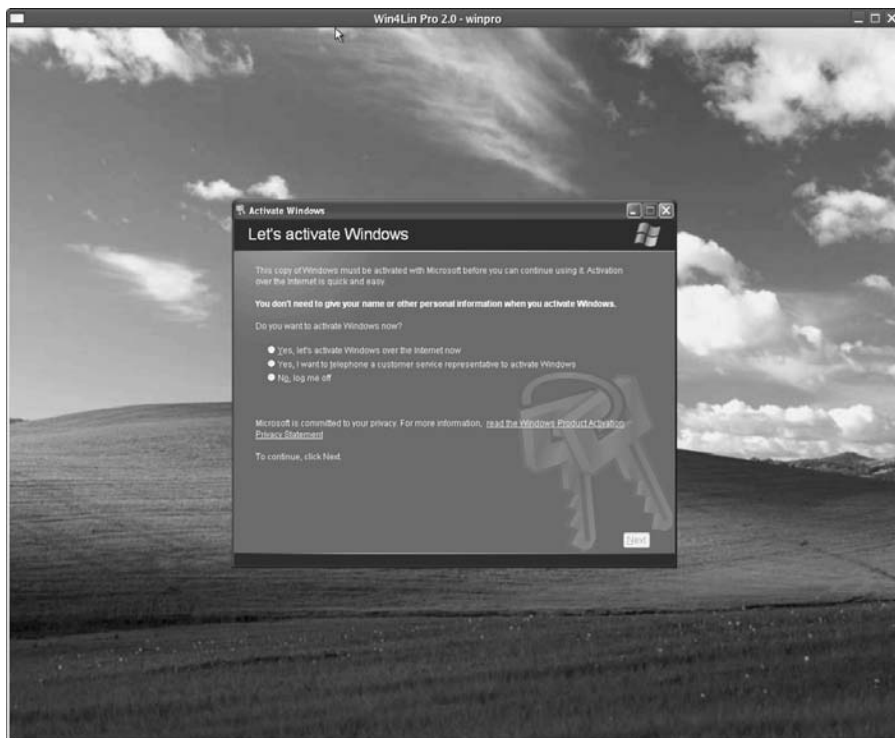 Win4Lin Pro 2.0 - winpro
Activate Windows
Let's activate Windows
This copy of Windows must be activated with Microsoft before you can continue using it. Activation
over the Internet is quick and easy.
You don't need to give your name or other personal information when you activate Windows.
Do you want to activate Windows now?
Yes, let's activate Windows over the Internet now
Yes, I want to telephone a customer service representative to activate Windows
No, log me off
Microsoft is committed to your privacy. For more information, read the Windows Product Activation
Privacy Statement
To continue, click Next.
Next